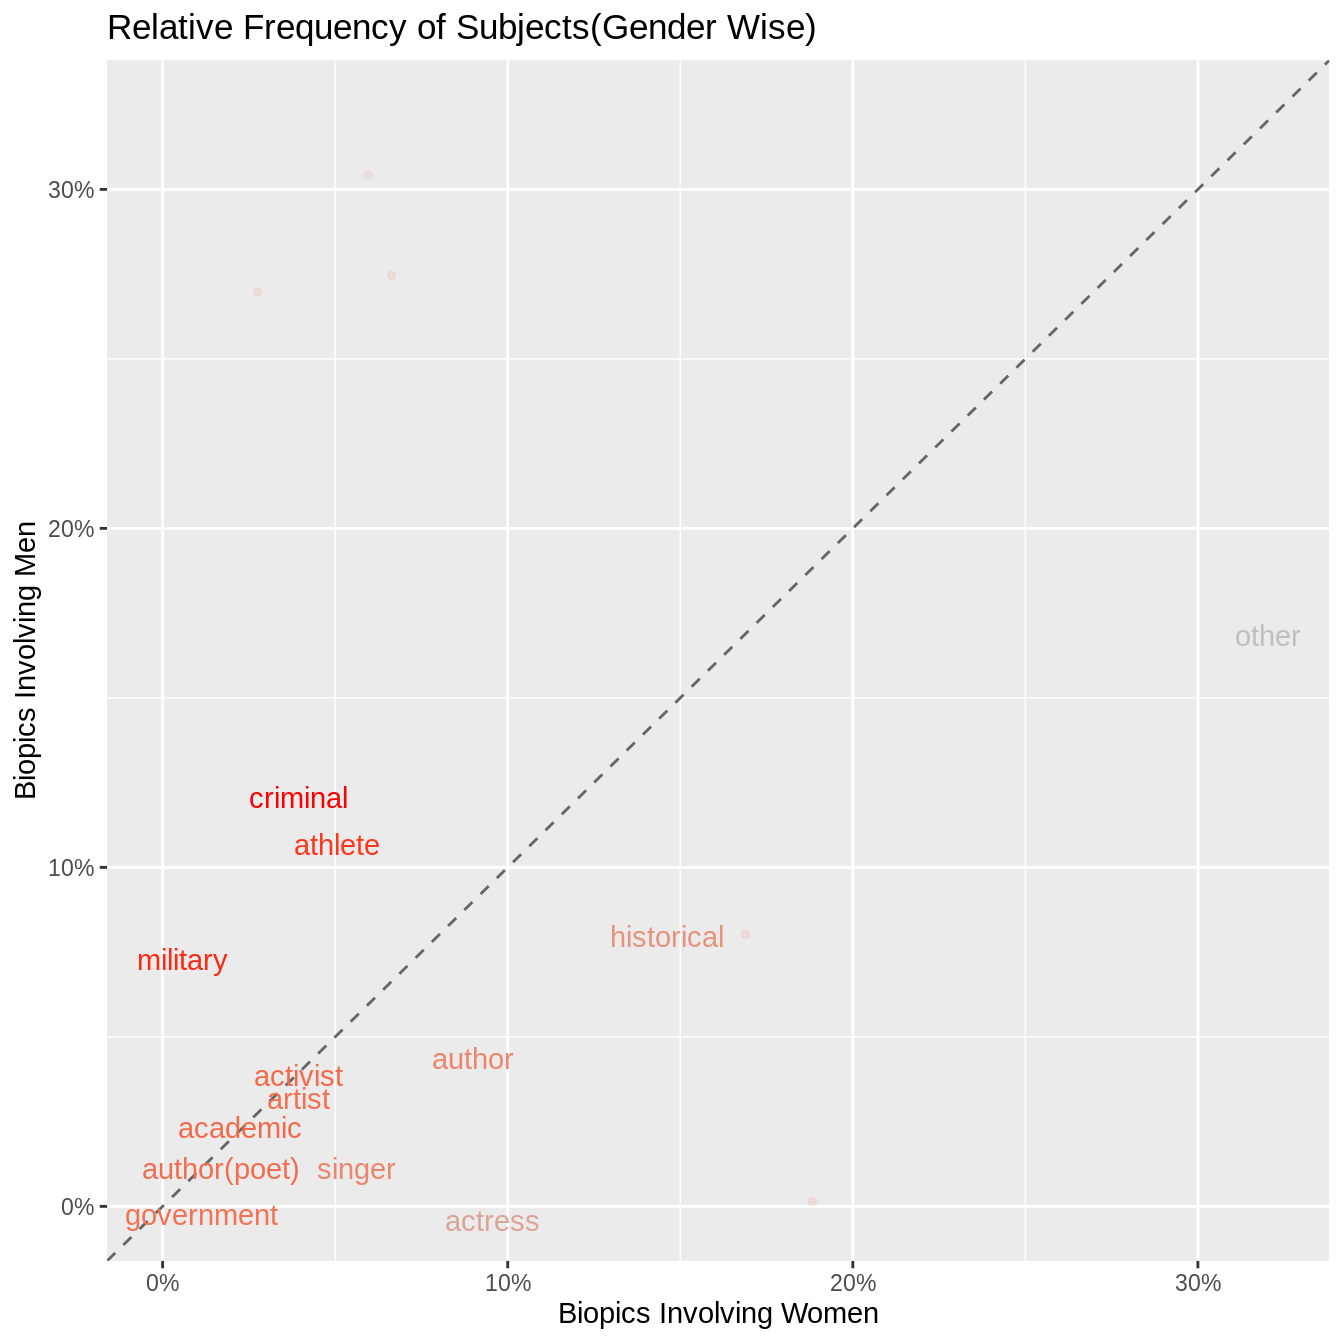 Relative Frequency of Subjects(Gender Wise)
30%
20%
10%
0%
Biopics Involving Men
other
criminal
athlete
historical
military
author
activist
artist
academic
author(poet)
singer
government
actress
0%
10%
20%
30%
Biopics Involving Women